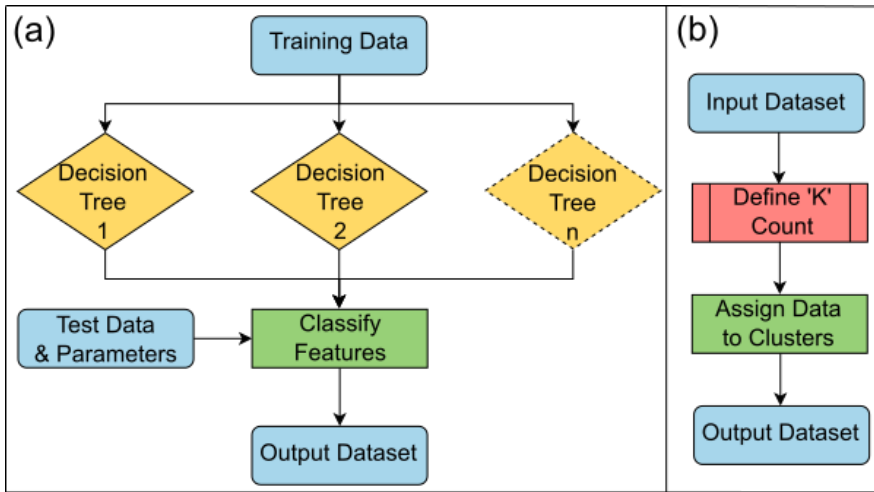 (a)
Training Data
Decision
Tree
1
Decision
Tree
2
Decision
Tree
n
Test Data
& Parameters
Classify
Features
Output Dataset
(b)
Input Dataset
Define 'K'
Count
Assign Data
to Clusters
Output Dataset